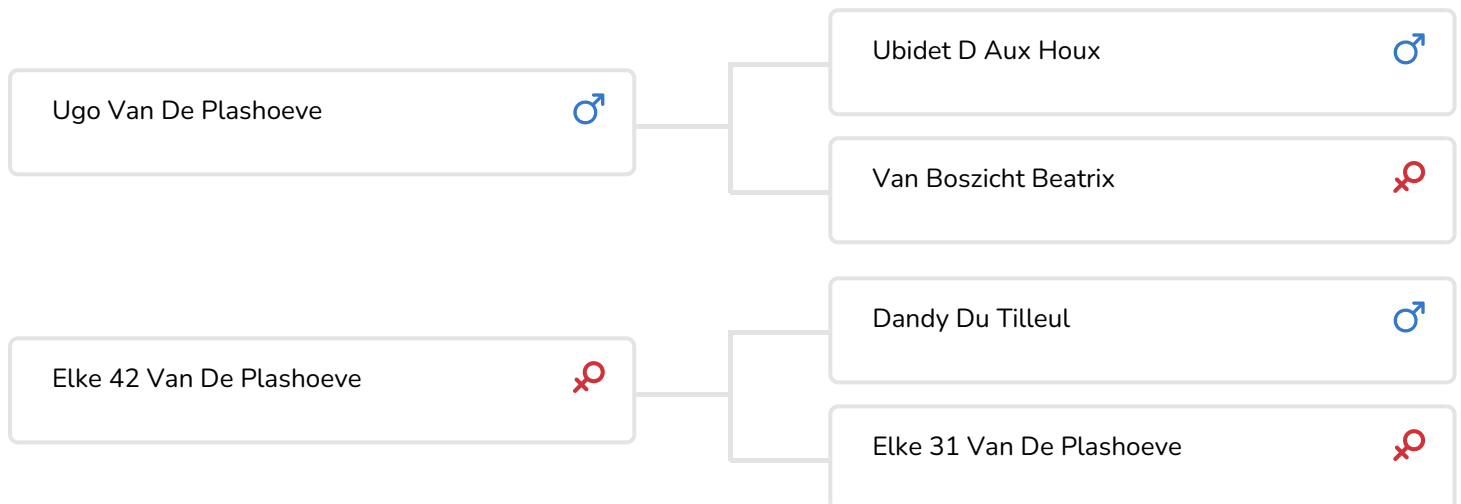 Ubidet D Aux Houx
Ugo Van De Plashoeve
Van Boszicht Beatrix
Dandy Du Tilleul
Elke 42 Van De Plashoeve
Elke 31 Van De Plashoeve